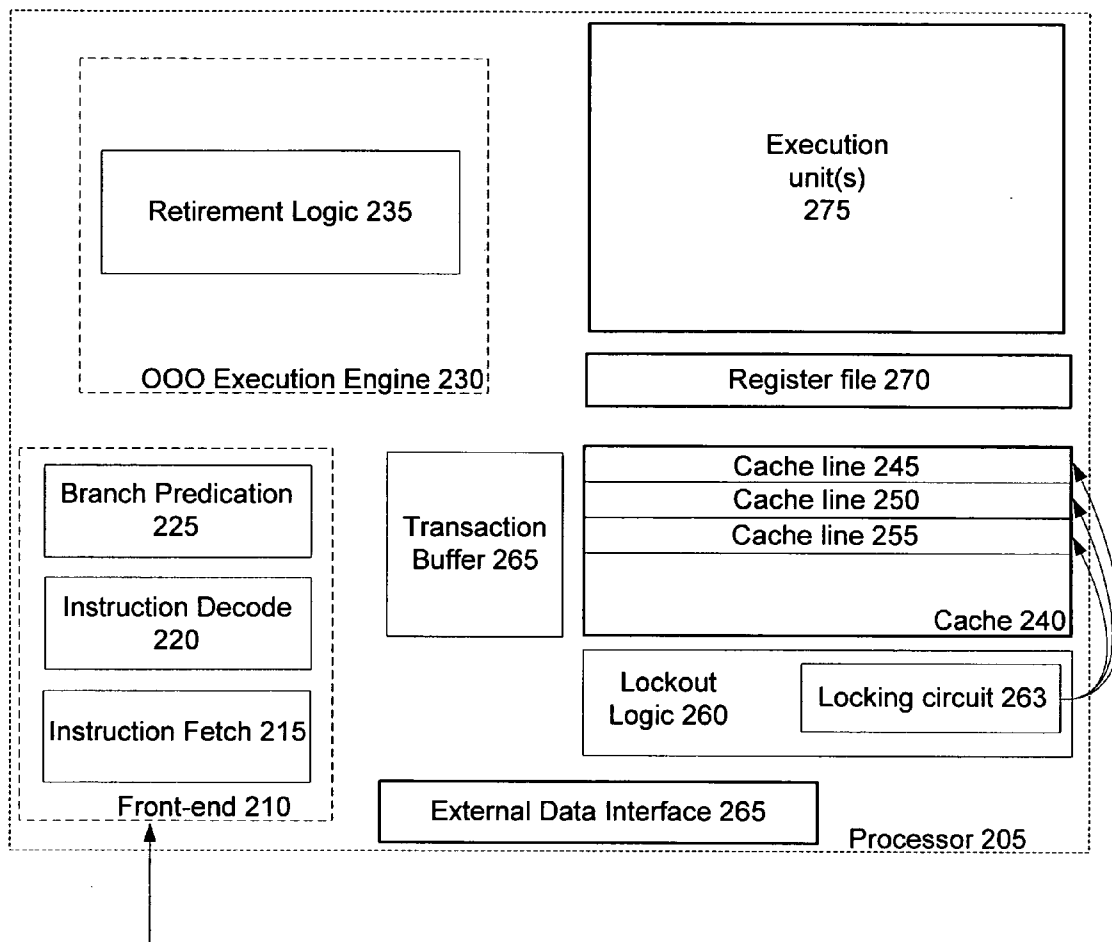 Execution
unit(s)
275
Retirement Logic 235
OOO Execution Engine 230
Register file 270
Branch Predication
225
Instruction Decode
220
Instruction Fetch 215
Front-end 210
Transaction
Buffer 265
Cache line 245
Cache line 250
Cache line 255
Cache 240
Lockout
Logic 260
Locking circuit 263
External Data Interface 265
Processor 205